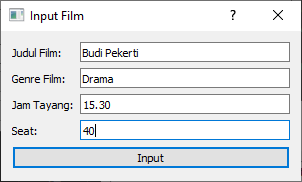 Input Film
Judul Film: Budi Pekerti
Genre Film: Drama
Jam Tayang: 15.30
Seat: 40
Input